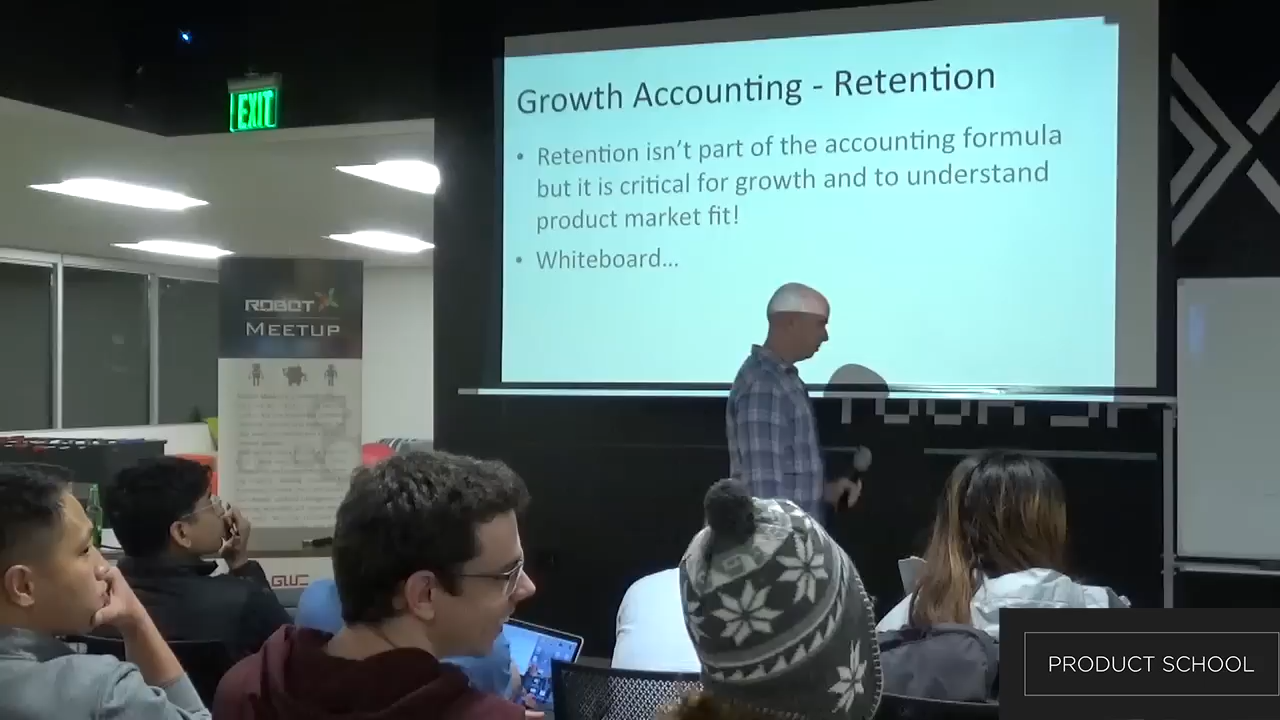 EXIT
Growth Accounting - Retention
• Retention isn't part of the accounting formula
but it is critical for growth and to understand
product market fit!
• Whiteboard...
ROBOT
MEETUP
GWC
PRODUCT SCHOOL